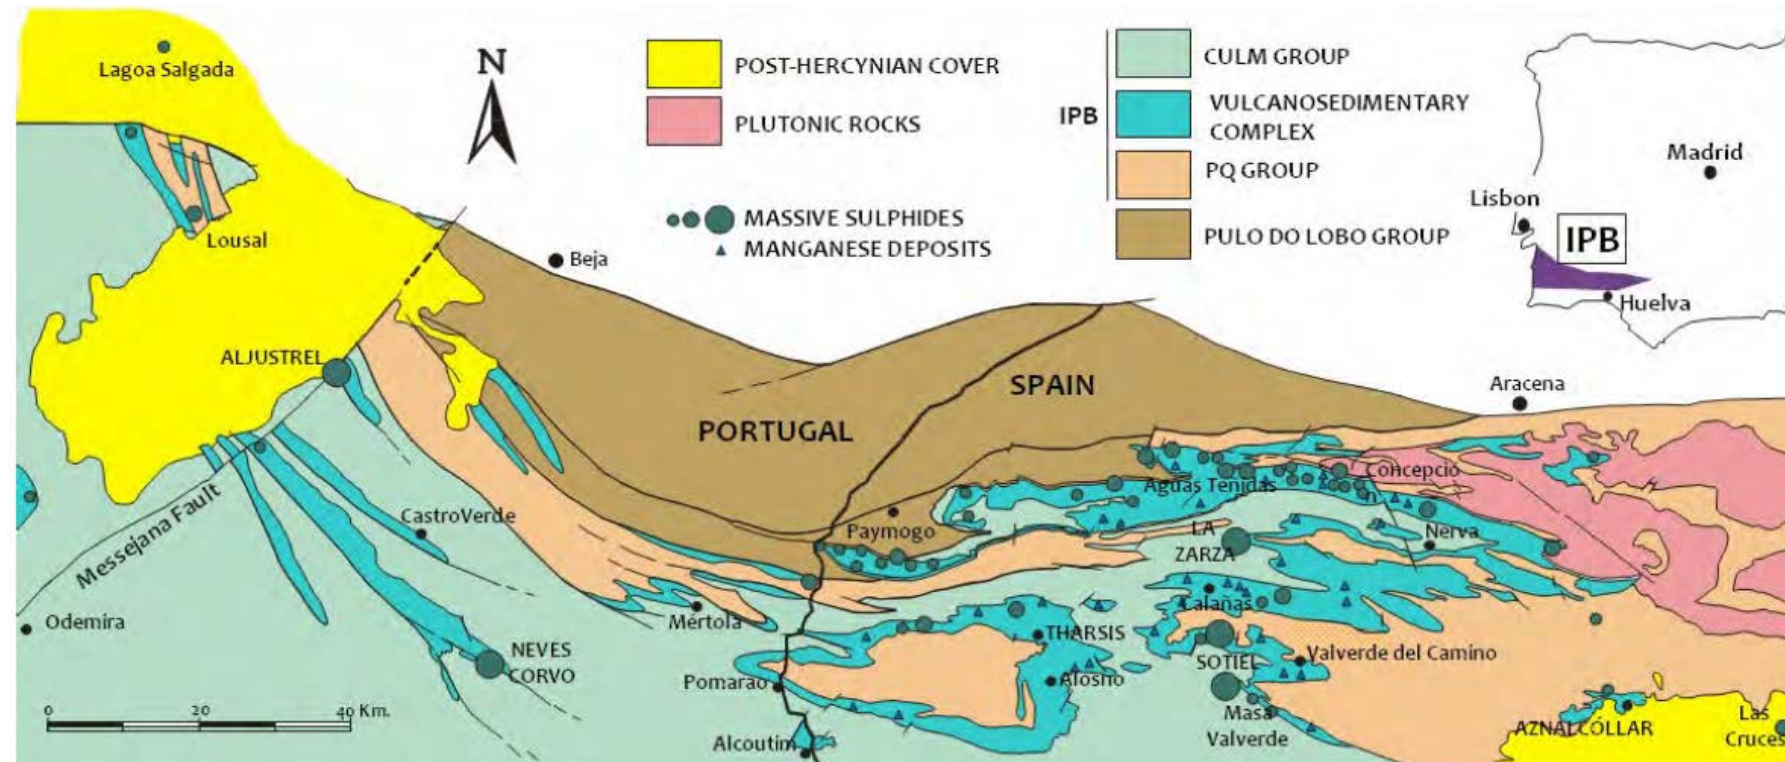 Lagoa Salgada
N
POST-HERCYNIAN COVER
PLUTONIC ROCKS
MASSIVE SULPHIDES
MANGANESE DEPOSITS
IPB
CULM GROUP
VULCANOSEDIMENTARY
COMPLEX
PQ GROUP
PULO DO LOBO GROUP
Madrid
Lisbon
IPB
Huelva
Lousal
Beja
ALJUSTREL
SPAIN
PORTUGAL
Aracena
Messejana Fault
CastroVerde
Paymogo
Aguas Tenidas
Concepció
n
LA
ZARZA
Nerva
Odemira
Mértola
Calañas
THARSIS
NEVES
CORVO
SOTIEL
Valverde del Camino
Pomarao
Alosno
Masa
Valverde
AZNALCÓLLAR
Las
Cruces
Alcoutim
0 20 40 Km.